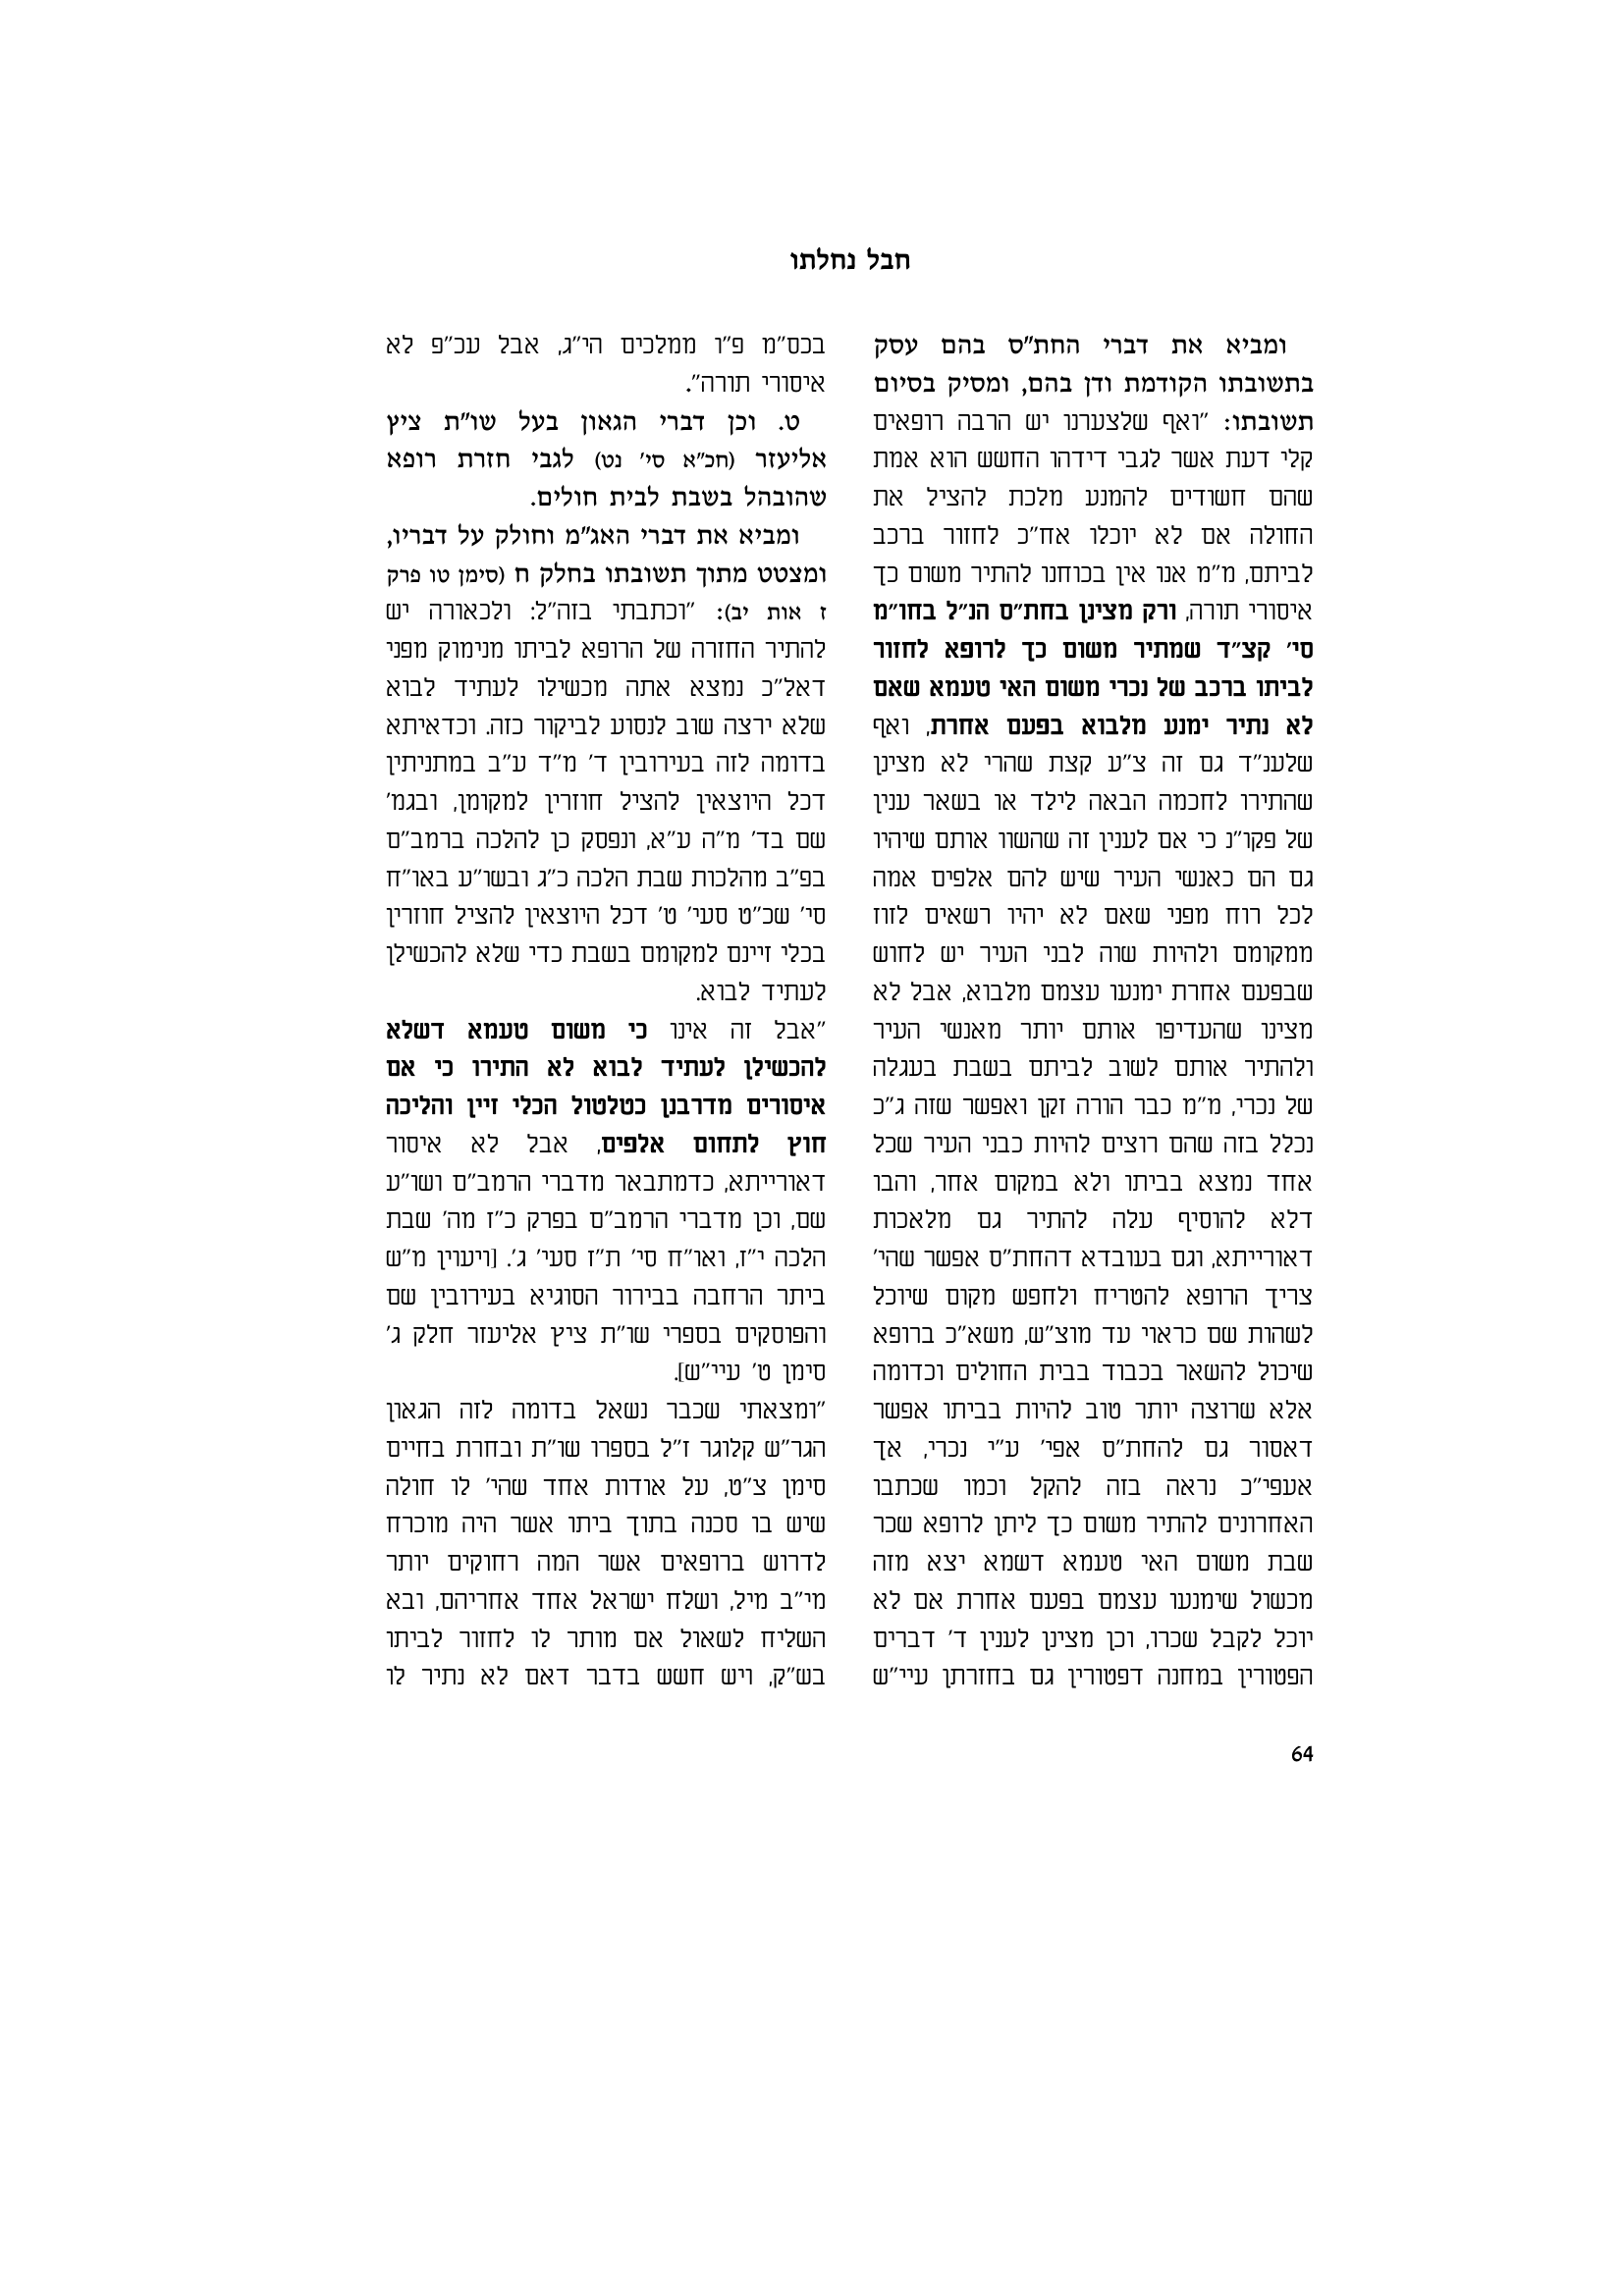 חבל נחלתו
ומביא את דברי החת"ס בהם עסק
בתשובתו הקודמת ודן בהם, ומסיק בסיום
תשובתו: "ואף שלצערנו יש הרבה רופאים
קלי דעת אשר לגבי דידהו החשש הוא אמת
שהם חשודים להמנע מלכת להציל את
החולה אם לא יוכלו אח"כ לחזור ברכב
לביתם, מ"מ אנו אין בכוחנו להתיר משום כך
איסורי תורה, ורק מצינן בחת"ס הנ"ל בחו"מ
סי' קצ"ד שמתיר משום כך לרופא לחזור
לביתו ברכב של נכרי משום האי טעמא שאם
לא נתיר ימנע מלבוא בפעם אחרת, ואף
שלענ"ד גם זה צ"ע קצת שהרי לא מצינן
שהתירו לחכמה הבאה לילד או בשאר ענין
של פקו"נ כי אם לענין זה שהשוו אותם שיהיו
גם הם כאנשי העיר שיש להם אלפים אמה
לכל רוח מפני שאם לא יהיו רשאים לזוז
ממקומם ולהיות שוה לבני העיר יש לחוש
שבפעם אחרת ימנעו עצמם מלבוא, אבל לא
מצינו שהעדיפו אותם יותר מאנשי העיר
ולהתיר אותם לשוב לביתם בשבת בעגלה
של נכרי, מ"מ כבר הורה זקן ואפשר שזה ג"כ
נכלל בזה שהם רוצים להיות כבני העיר שכל
אחד נמצא בביתו ולא במקום אחר, והבו
דלא להוסיף עלה להתיר גם מלאכות
דאורייתא, וגם בעובדא דהחת"ס אפשר שהי'
צריך הרופא להטריח ולחפש מקום שיוכל
לשהות שם כראוי עד מוצ"ש, משא"כ ברופא
שיכול להשאר בכבוד בבית החולים וכדומה
אלא שרוצה יותר טוב להיות בביתו אפשר
דאסור גם להחת"ס אפי' ע"י נכרי, אך
אעפי"כ נראה בזה להקל וכמו שכתבו
האחרונים להתיר משום כך ליתן לרופא שכר
שבת משום האי טעמא דשמא יצא מזה
מכשול שימנעו עצמם בפעם אחרת אם לא
יוכל לקבל שכרו, וכן מצינן לענין ד' דברים
הפטורין במחנה דפטורין גם בחזרתן עיי"ש
בכס"מ פ"ו ממלכים הי"ג, אבל עכ"פ לא
איסורי תורה".
ט. וכן דברי הגאון בעל שו"ת ציץ
אליעזר (חכ"א סי' נט) לגבי חזרת רופא
שהובהל בשבת לבית חולים.
ומביא את דברי האג"מ וחולק על דבריו,
ומצטט מתוך תשובתו בחלק ח (סימן טו פרק
ז אות יב): "וכתבתי בזה"ל: ולכאורה יש
להתיר החזרה של הרופא לביתו מנימוק מפני
דאל"כ נמצא אתה מכשילו לעתיד לבוא
שלא ירצה שוב לנסוע לביקור כזה. וכדאיתא
בדומה לזה בעירובין ד' מ"ד ע"ב במתניתין
דכל היוצאין להציל חוזרין למקומן, ובגמ'
שם בד' מ"ה ע"א, ונפסק כן להלכה ברמב"ם
בפ"ב מהלכות שבת הלכה כ"ג ובשו"ע באו"ח
סי' שכ"ט סעי' ט' דכל היוצאין להציל חוזרין
בכלי זיינם למקומם בשבת כדי שלא להכשילן
לעתיד לבוא.
"אבל זה אינו כי משום טעמא דשלא
להכשילן לעתיד לבוא לא התירו כי אם
איסורים מדרבנן כטלטול הכלי זיין והליכה
חוץ לתחום אלפים, אבל לא איסור
דאורייתא, כדמתבאר מדברי הרמב"ם ושו"ע
שם, וכן מדברי הרמב"ם בפרק כ"ז מה' שבת
הלכה י"ז, ואו"ח סי' ת"ז סעי' ג'. [ויעוין מ"ש
ביתר הרחבה בבירור הסוגיא בעירובין שם
והפוסקים בספרי שו"ת ציץ אליעזר חלק ג'
סימן ט' עיי"ש].
"ומצאתי שכבר נשאל בדומה לזה הגאון
הגר"ש קלוגר ז"ל בספרו שו"ת ובחרת בחיים
סימן צ"ט, על אודות אחד שהי' לו חולה
שיש בו סכנה בתוך ביתו אשר היה מוכרח
לדרוש ברופאים אשר המה רחוקים יותר
מי"ב מיל, ושלח ישראל אחד אחריהם, ובא
השליח לשאול אם מותר לו לחזור לביתו
בש"ק, ויש חשש בדבר דאם לא נתיר לו
64